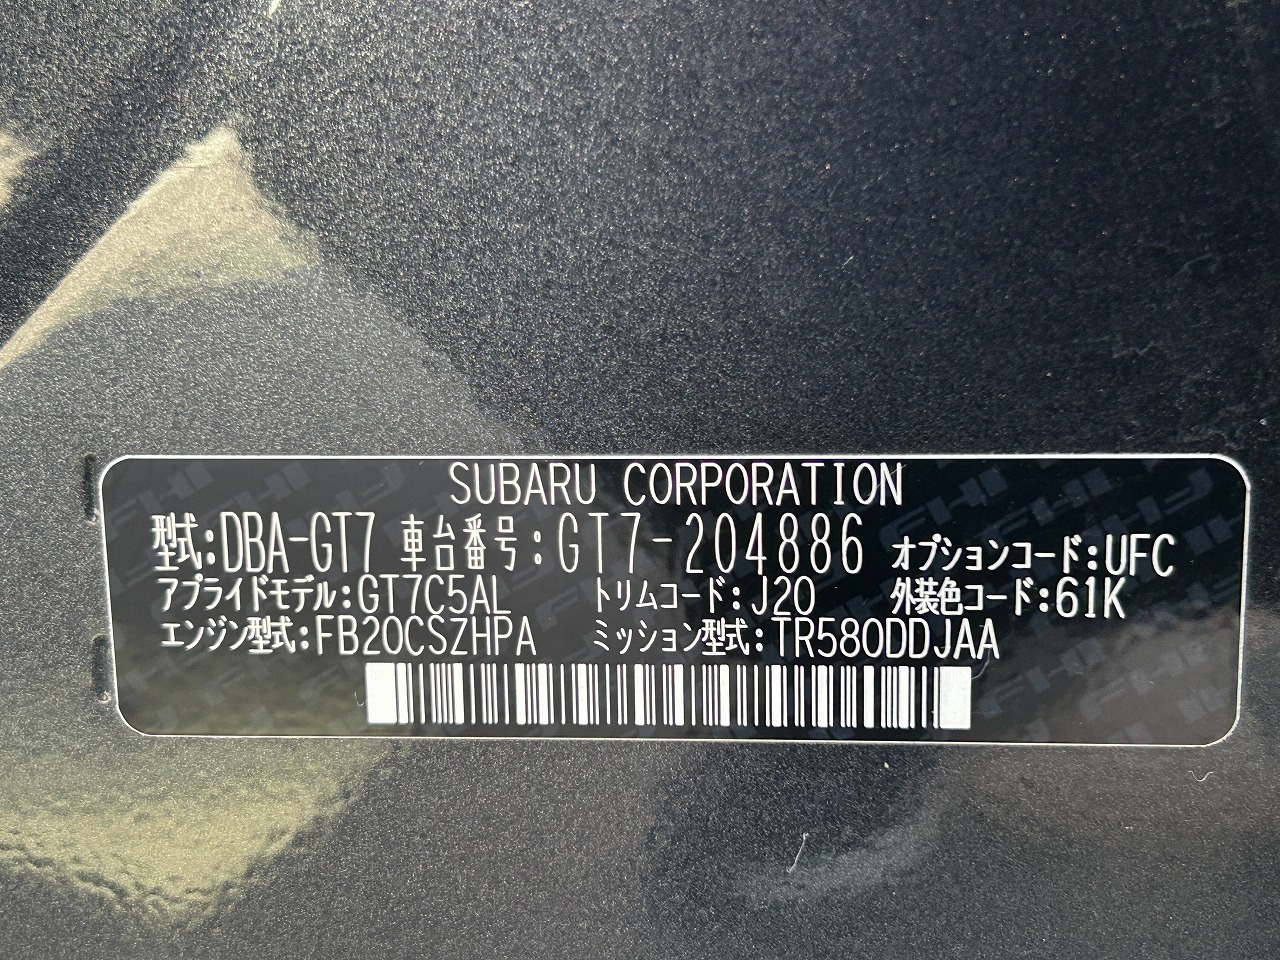 SUBARU CORPORATION
型式:DBA-GT7 車台番号:GT7-204886 オプションコード:UFC
アプライドモデル:GT7C5AL トリムコード:J20 外装色コード:61K
エンジン型式:FB20CSZHPA ミッション型式:TR580DDJAA